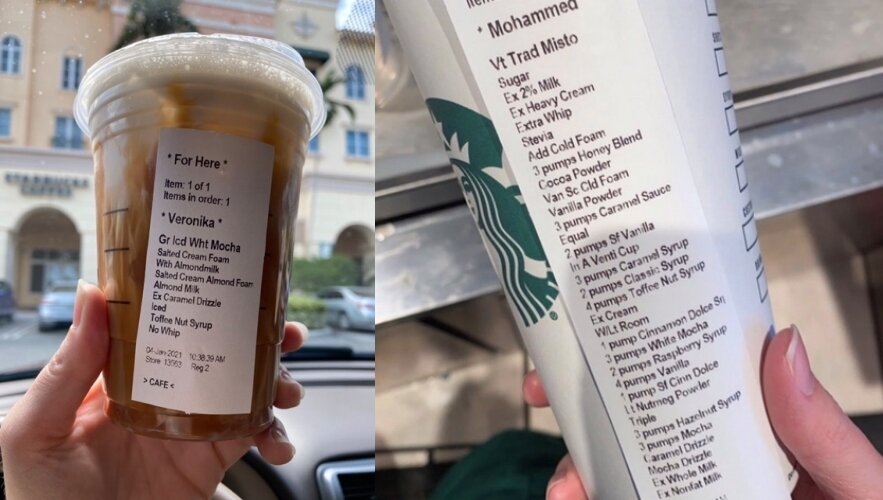 * For Here *
Item: 1 of 1
Items in order: 1
* Veronika *
Gr Icd Wht Mocha
Salted Cream Foam
With Almondmilk
Salted Cream Almond Foam
Almond Milk
Ex Caramel Drizzle
Iced
Toffee Nut Syrup
No Whip
04-Jan-2021 10:38:39 AM
Reg 2
> CAFE <
* Mohammed
Vt Trad Misto
Sugar
Ex 2% Milk
Ex Heavy Cream
Extra Whip
Stevia
Add Cold Foam
3 pumps Honey Blend
Cocoa Powder
Van Sc Cld Foam
Vanilla Powder
3 pumps Caramel Sauce
Equal
2 pumps Sf Vanilla
In A Venti Cup
3 pumps Caramel Syrup
2 pumps Classic Syrup
4 pumps Toffee Nut Syrup
Ex Cream
W/Lt Room
1 pump Cinnamon Dolce
3 pumps White Mocha
2 pumps Raspberry Syrup
4 pumps Vanilla
1 pump Sf Cinn Dolce
Lt Nutmeg Powder
Triple
3 pumps Hazelnut Syrup
3 pumps Mocha
Caramel Drizzle
Mocha Drizzle
Ex Whole Milk
Ex Nonfat Milk